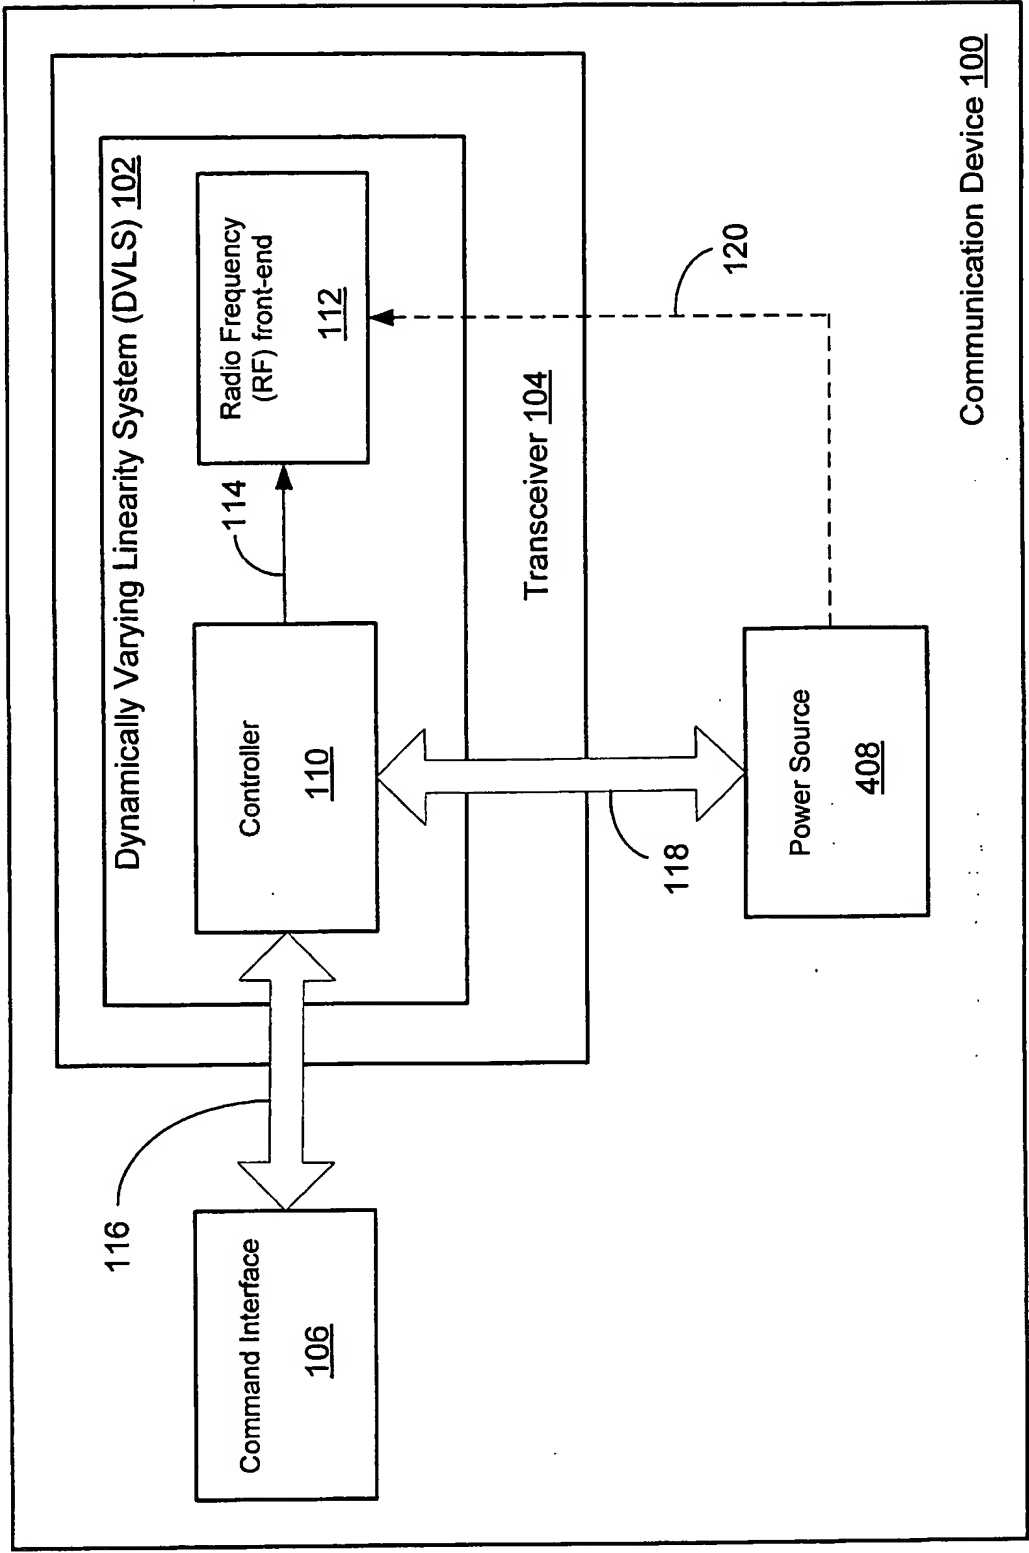 Dynamically Varying Linearity System (DVLS) 102
116
Command Interface
106
Controller
110
114
Radio Frequency
(RF) front-end
112
Transceiver 104
118
120
Power Source
408
Communication Device 100